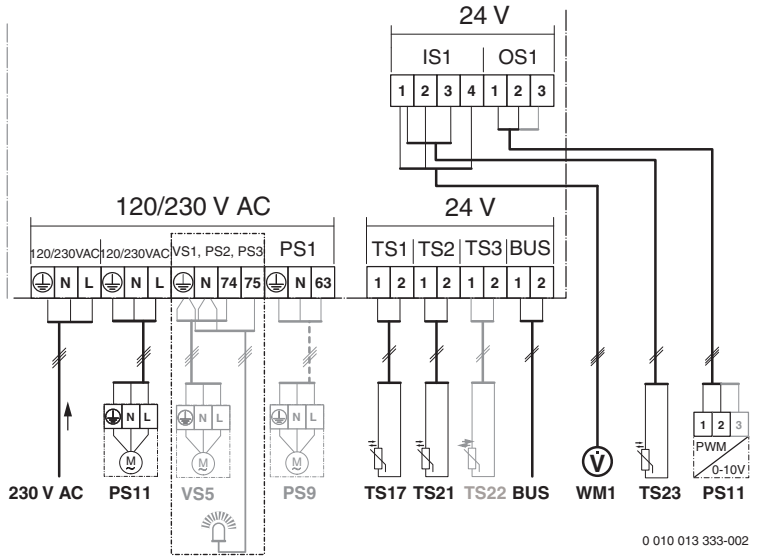 24 V
IS1 OS1
1 2 3 4 1 2 3
120/230 V AC 24 V
120/230VAC 120/230VAC VS1, PS2, PS3 PS1 TS1 TS2 TS3 BUS
N L N L N 74 75 N 63 1 2 1 2 1 2 1 2
N L N L N L 1 2 3
M ~ M ~ M ~ V̇ PWM
0-10V
230 V AC PS11 VS5 PS9 TS17 TS21 TS22 BUS WM1 TS23 PS11
0 010 013 333-002